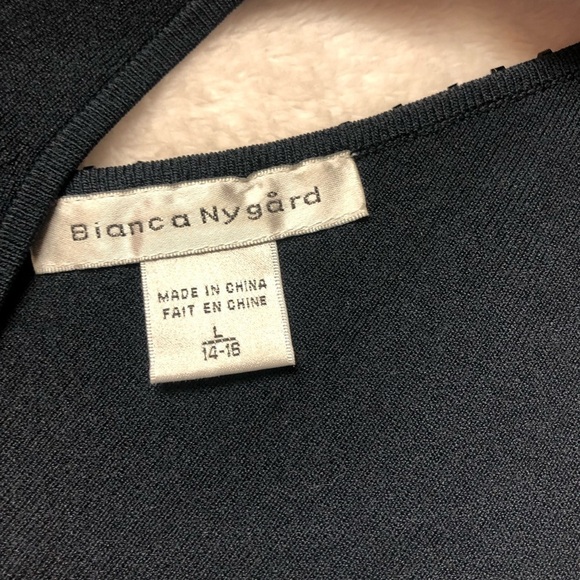 Bianca Nygård
MADE IN CHINA
FAIT EN CHINE
L
14-16